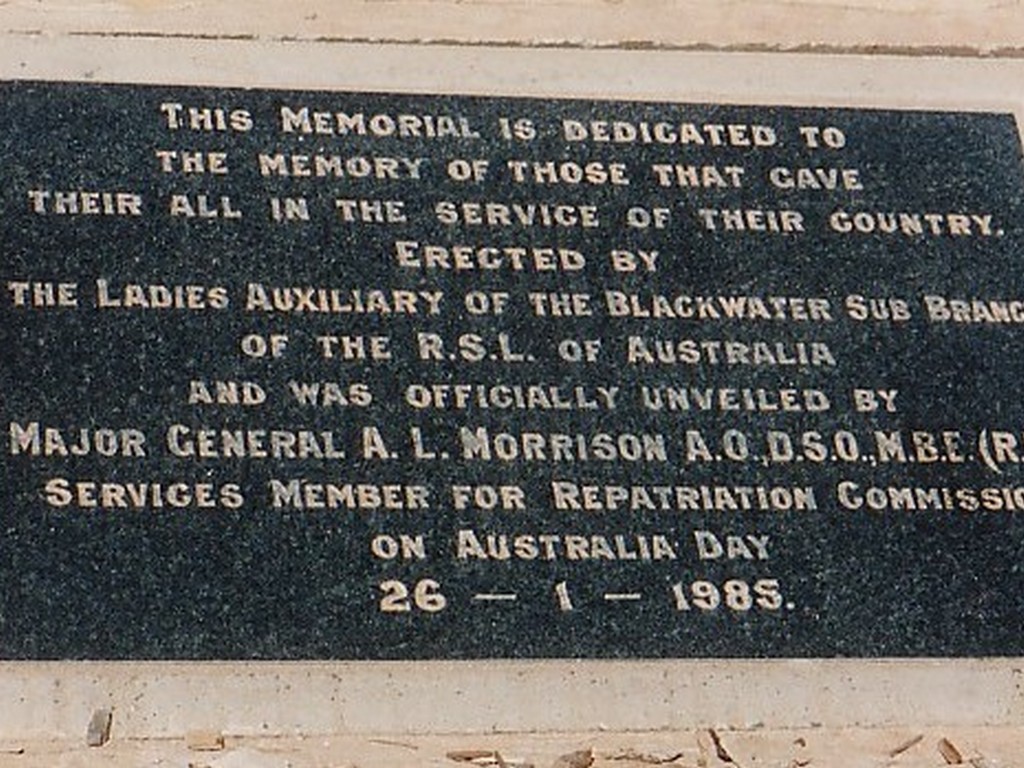 THIS MEMORIAL IS DEDICATED TO
THE MEMORY OF THOSE THAT GAVE
THEIR ALL IN THE SERVICE OF THEIR COUNTRY.
ERECTED BY
THE LADIES AUXILIARY OF THE BLACKWATER SUB BRANC
OF THE R.S.L. OF AUSTRALIA
AND WAS OFFICIALLY UNVEILED BY
MAJOR GENERAL A. L. MORRISON A.O.,D.S.O.,M.B.E.(R.
SERVICES MEMBER FOR REPATRIATION COMMISSIO
ON AUSTRALIA DAY
26 — 1 — 1985.